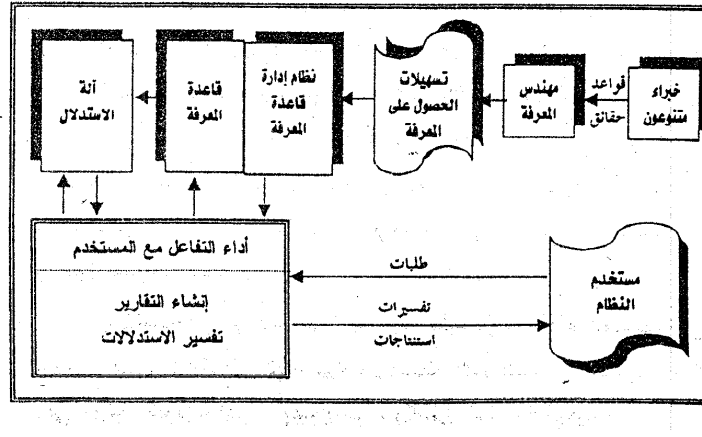 خبراء
متنوعون
قواعد
حقائق
مهندس
المعرفة
تسهيلات
الحصول على
المعرفة
نظام إدارة
قاعدة
المعرفة
قاعدة
المعرفة
آلة
الاستدلال
أداء التفاعل مع المستخدم
إنشاء التقارير
تفسير الاستدلالات
طلبات
تفسيرات
استنتاجات
مستخدم
النظام